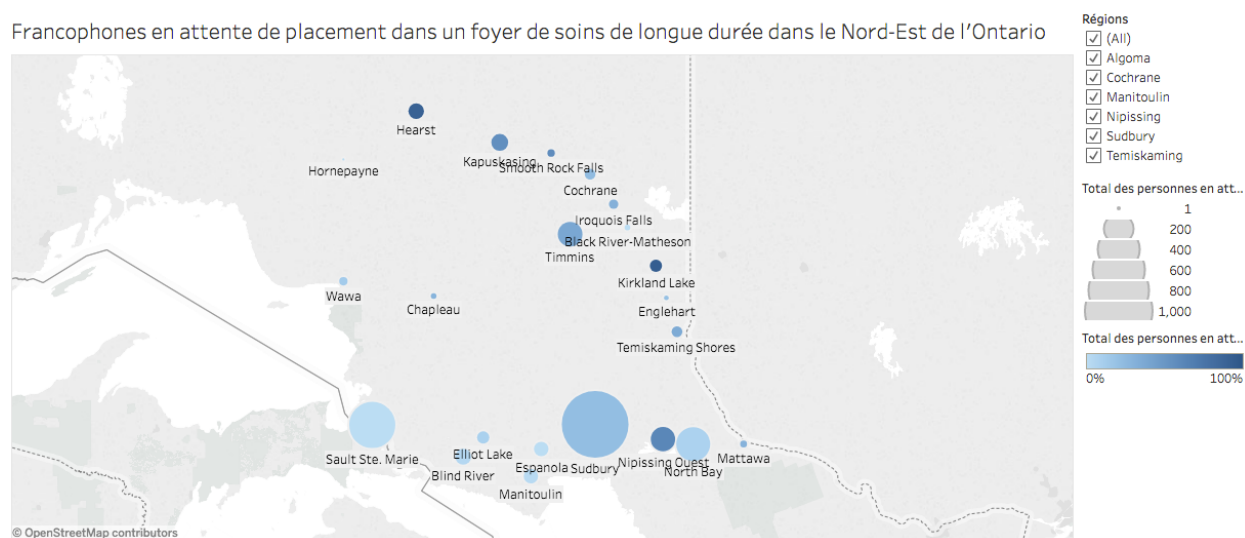 Francophones en attente de placement dans un foyer de soins de longue durée dans le Nord-Est de l'Ontario
Régions
(All)
Algoma
Cochrane
Manitoulin
Nipissing
Sudbury
Temiskaming
Total des personnes en att...
1
200
400
600
800
1,000
Total des personnes en att...
0%
100%
Hearst
Kapuskasing
Smooth Rock Falls
Hornepayne
Cochrane
Iroquois Falls
Black River-Matheson
Timmins
Kirkland Lake
Wawa
Chapleau
Englehart
Temiskaming Shores
Sault Ste. Marie
Elliot Lake
Blind River
Espanola
Sudbury
Nipissing Ouest
North Bay
Mattawa
Manitoulin
© OpenStreetMap contributors